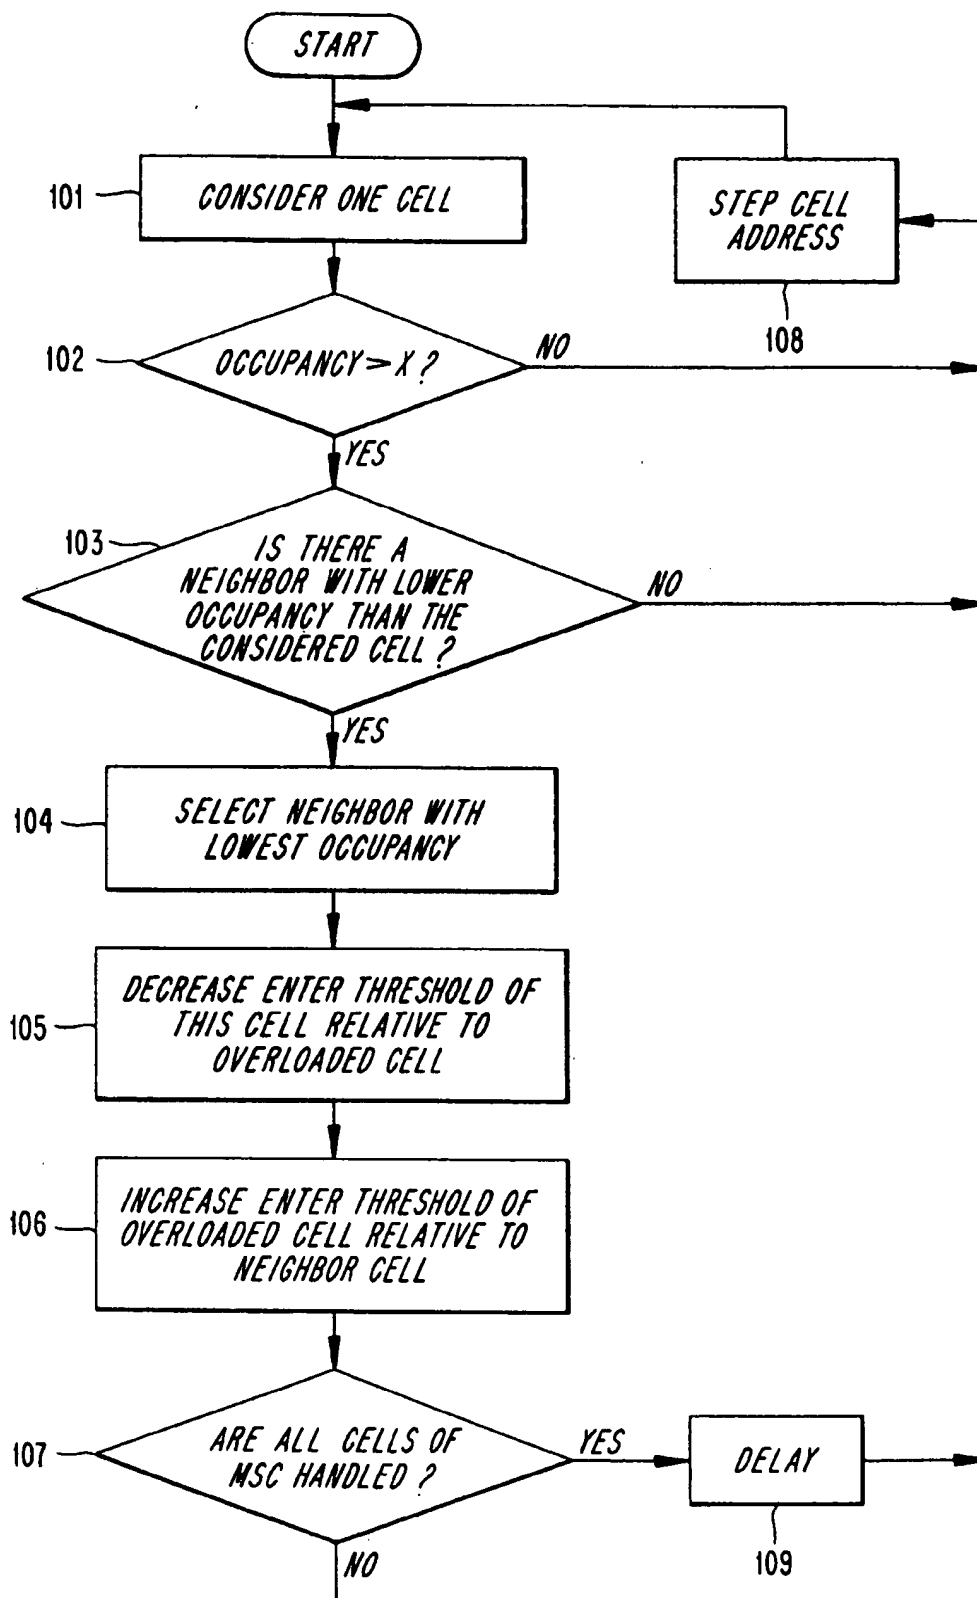 START
101
CONSIDER ONE CELL
STEP CELL
ADDRESS
108
102
OCCUPANCY > X ?
NO
YES
103
IS THERE A
NEIGHBOR WITH LOWER
OCCUPANCY THAN THE
CONSIDERED CELL ?
NO
YES
104
SELECT NEIGHBOR WITH
LOWEST OCCUPANCY
105
DECREASE ENTER THRESHOLD OF
THIS CELL RELATIVE TO
OVERLOADED CELL
106
INCREASE ENTER THRESHOLD OF
OVERLOADED CELL RELATIVE TO
NEIGHBOR CELL
107
ARE ALL CELLS OF
MSC HANDLED ?
YES
DELAY
109
NO